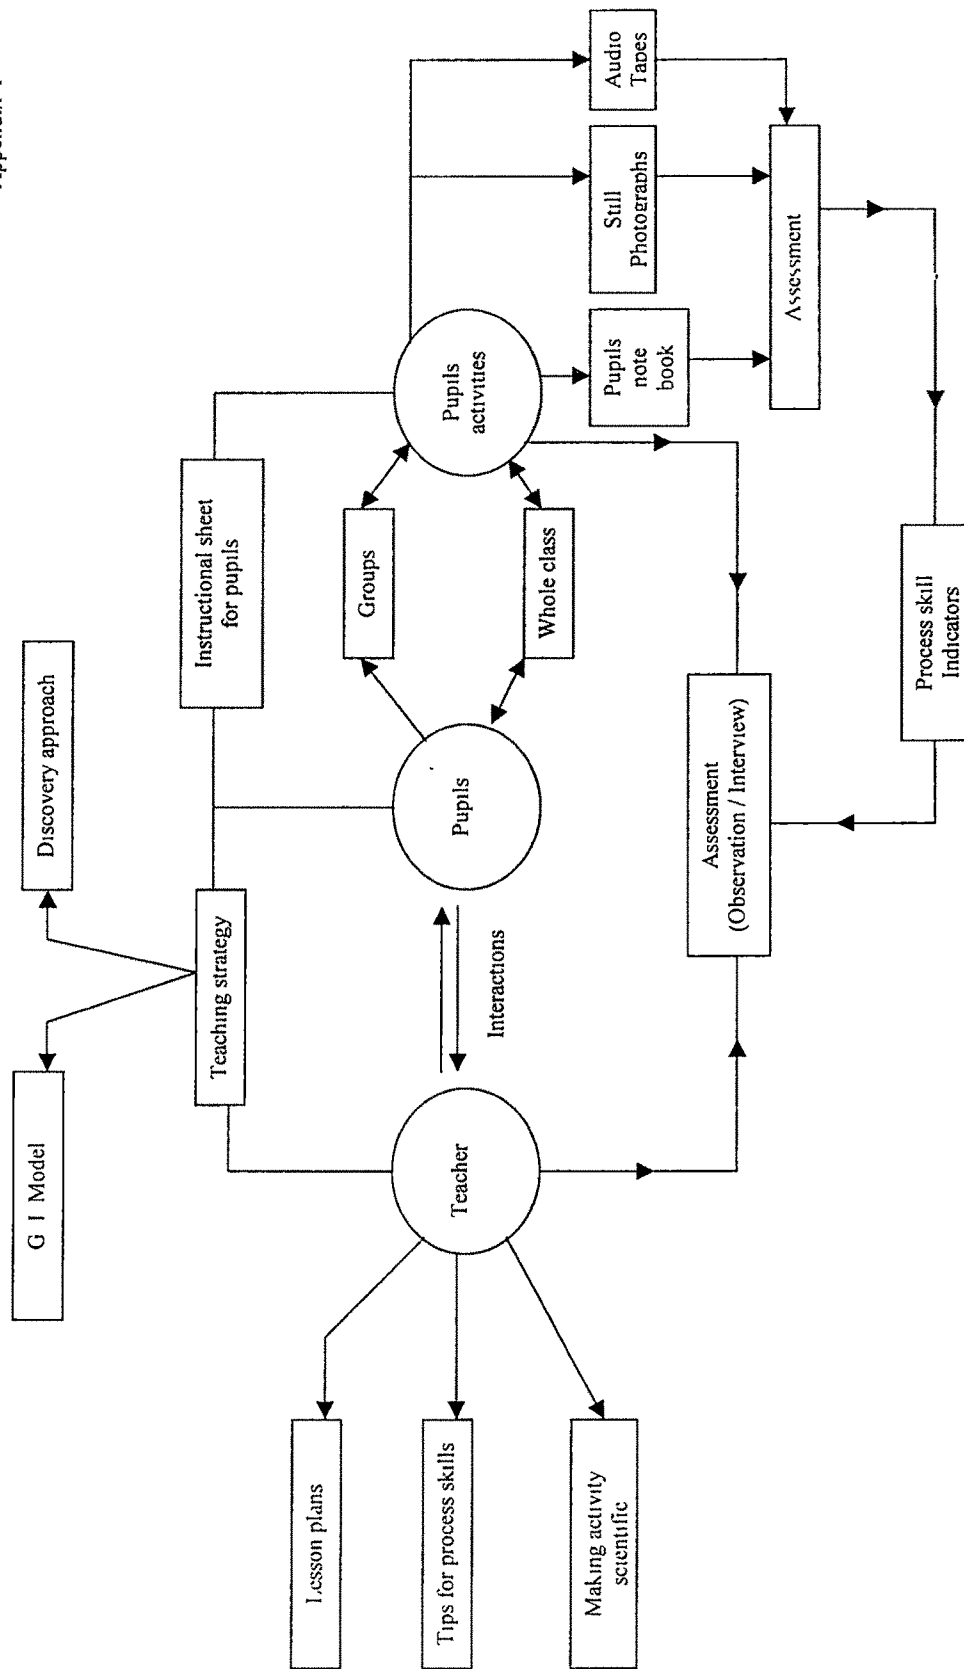 G I Model
Discovery approach
Teaching strategy
Instructional sheet
for pupils
Lesson plans
Groups
Tips for process skills
Teacher
Pupils
Pupils
activities
Interactions
Whole class
Making activity
scientific
Pupils
note
book
Still
Photographs
Audio
Tapes
Assessment
(Observation / Interview)
Assessment
Process skill
Indicators